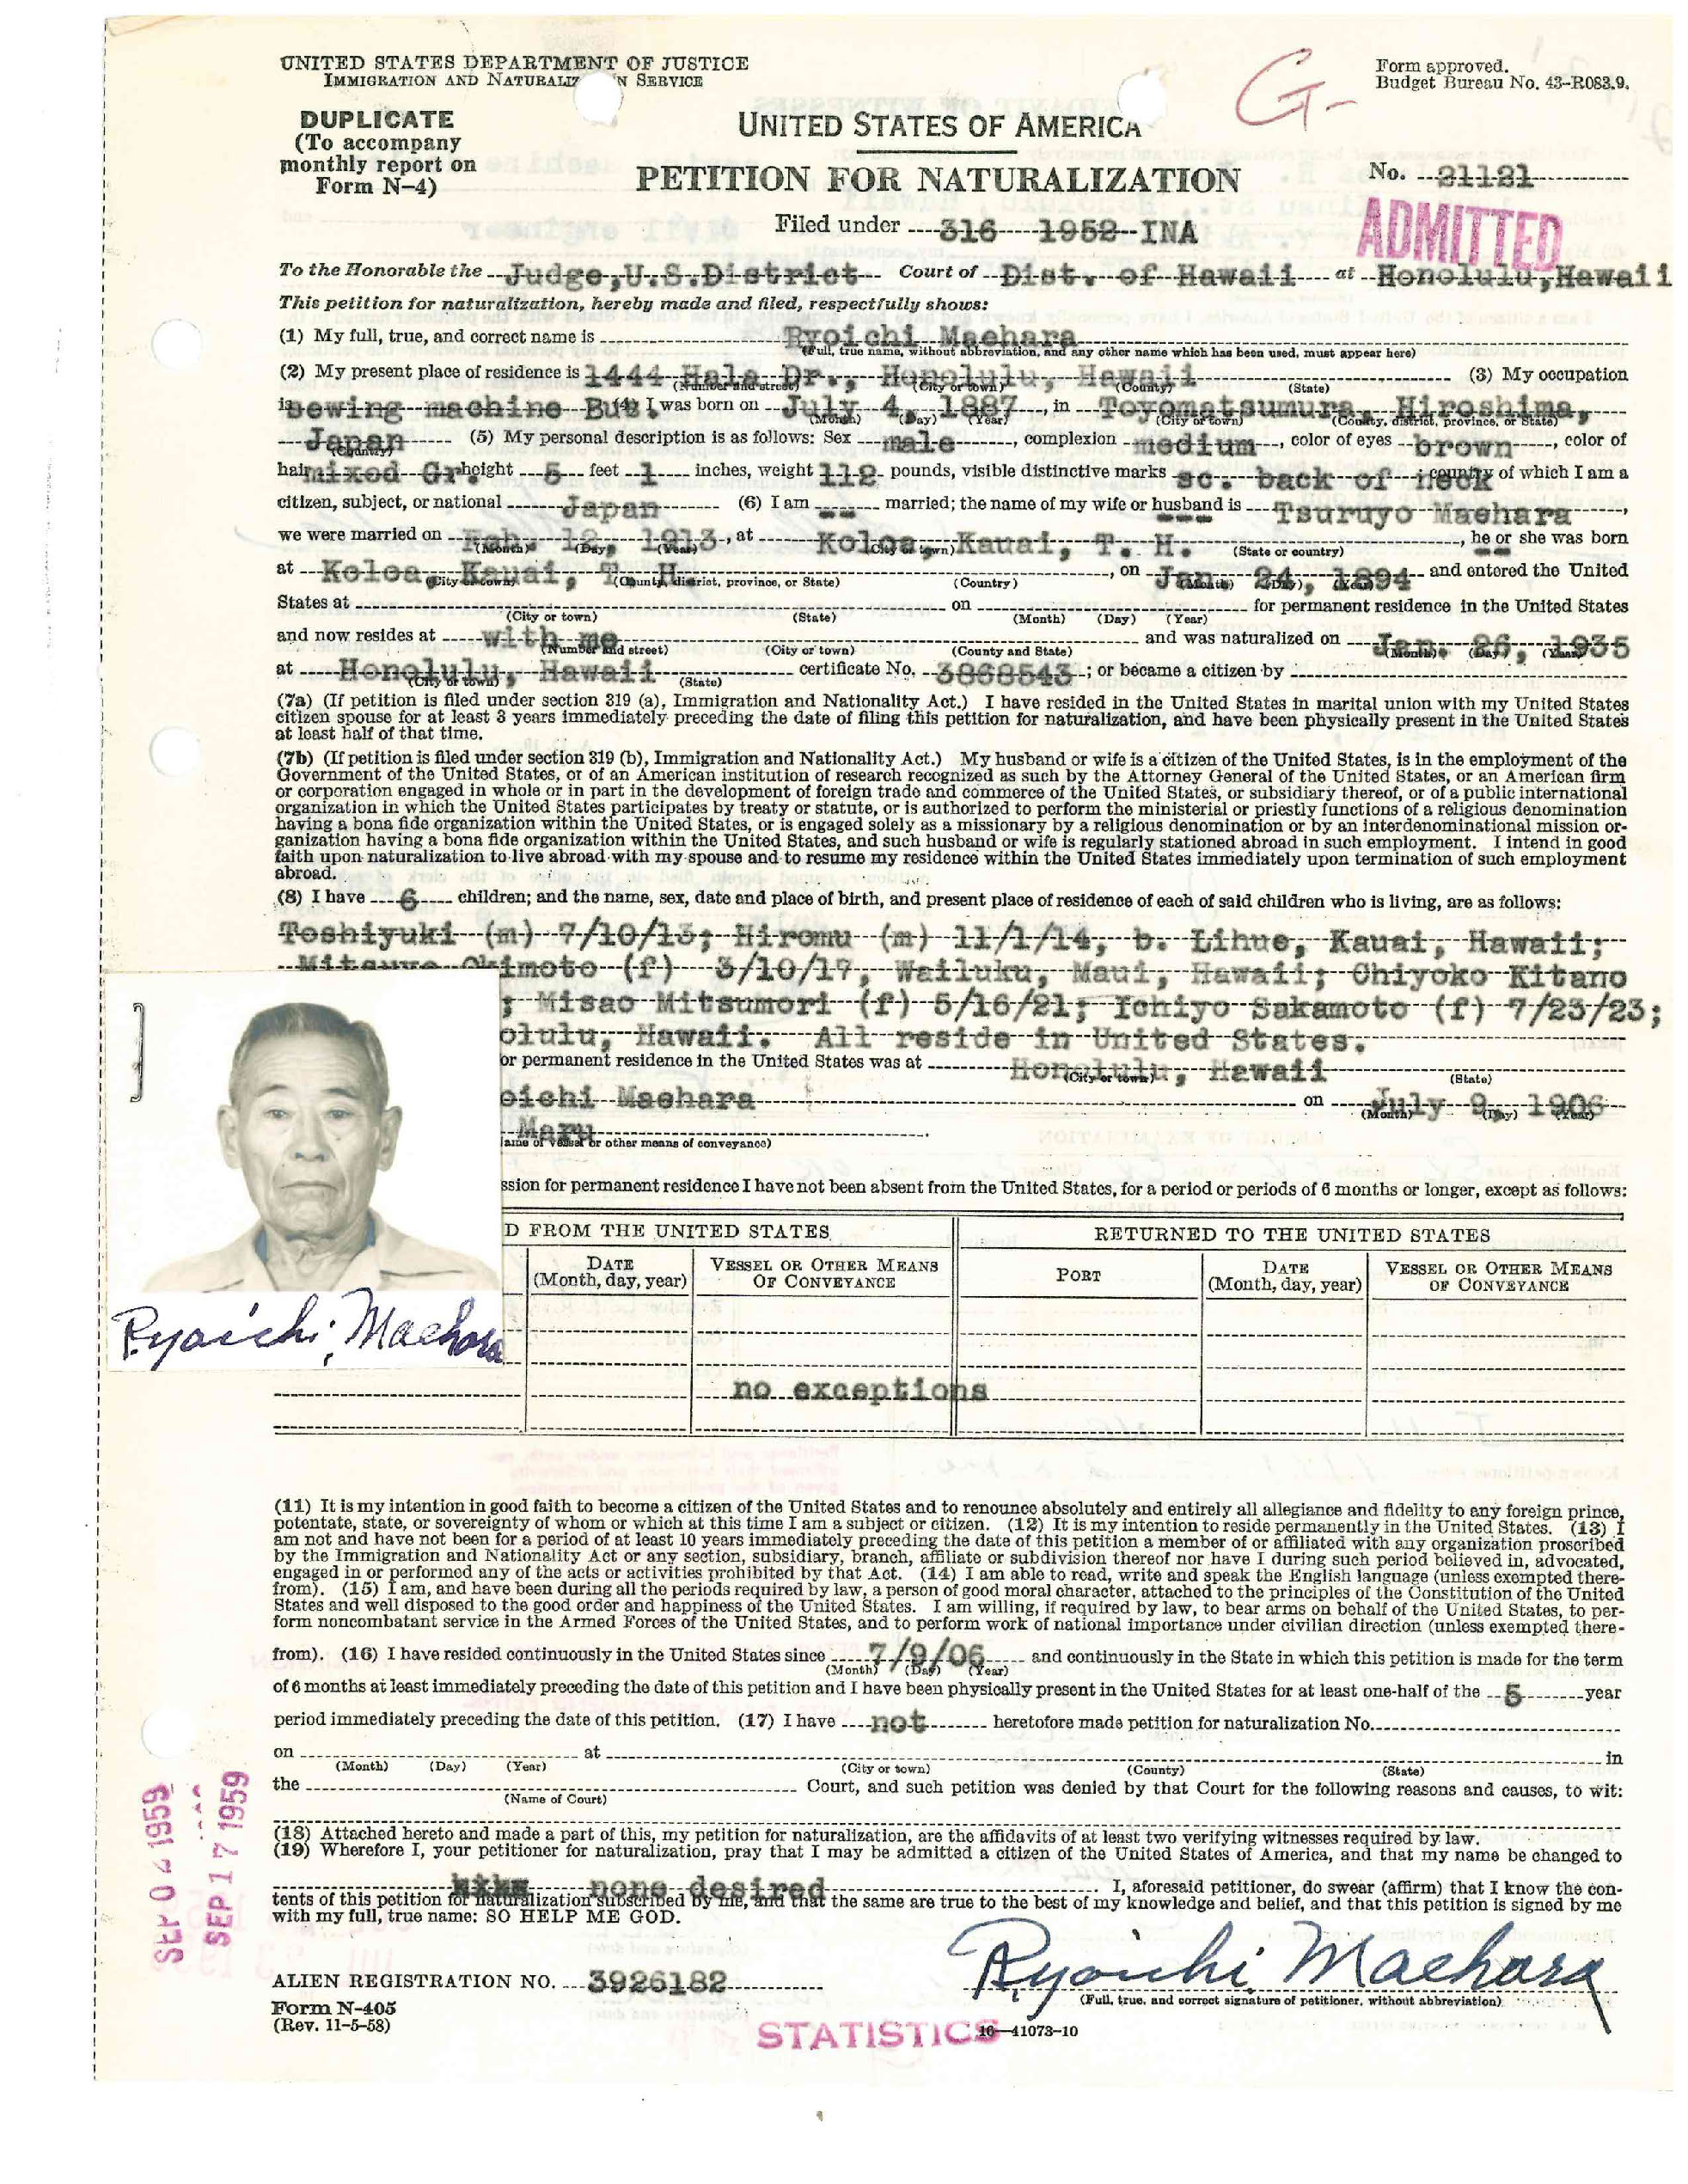 UNITED STATES DEPARTMENT OF JUSTICE
IMMIGRATION AND NATURALIZ N SERVICE
Form approved.
Budget Bureau No. 43-R083.9.
G-
DUPLICATE
(To accompany
monthly report on
Form N-4)
UNITED STATES OF AMERICA
PETITION FOR NATURALIZATION
No. 21121
Filed under 316 1952 INA
ADMITTED
To the Honorable the Judge, U.S. District Court of Dist. of Hawaii at Honolulu, Hawaii
This petition for naturalization, hereby made and filed, respectfully shows:
(1) My full, true, and correct name is Ryoichi Maehara
(Full, true name, without abbreviation, and any other name which has been used, must appear here)
(2) My present place of residence is 1444 Hala Dr., Honolulu, Hawaii (3) My occupation
(Number and street) (City or town) (County) (State)
is sewing machine Bus. (4) I was born on July 4, 1887, in Toyomatsumura, Hiroshima,
(Month) (Day) (Year) (City or town) (County, district, province, or State)
Japan (5) My personal description is as follows: Sex male, complexion medium, color of eyes brown, color of
(Country)
hair mixed Gr. height 5 feet 1 inches, weight 112 pounds, visible distinctive marks sc. back of neck; country of which I am a
citizen, subject, or national Japan (6) I am married; the name of my wife or husband is Tsuruyo Maehara,
we were married on Feb. 12, 1913, at Koloa, Kauai, T. H., he or she was born
(Month) (Day) (Year) (City or town) (State or country)
at Koloa, Kauai, T. H., on Jan. 24, 1894 and entered the United
(City or town) (County, district, province, or State) (Country) (Month) (Day) (Year)
States at on for permanent residence in the United States
(City or town) (State) (Month) (Day) (Year)
and now resides at with me and was naturalized on Jan. 26, 1935
(Number and street) (City or town) (County and State) (Month) (Day) (Year)
at Honolulu, Hawaii certificate No. 3868543; or became a citizen by
(City or town) (State)
(7a) (If petition is filed under section 319 (a), Immigration and Nationality Act.) I have resided in the United States in marital union with my United States
citizen spouse for at least 3 years immediately preceding the date of filing this petition for naturalization, and have been physically present in the United States
at least half of that time.
(7b) (If petition is filed under section 319 (b), Immigration and Nationality Act.) My husband or wife is a citizen of the United States, is in the employment of the
Government of the United States, or of an American institution of research recognized as such by the Attorney General of the United States, or an American firm
or corporation engaged in whole or in part in the development of foreign trade and commerce of the United States, or subsidiary thereof, or of a public international
organization in which the United States participates by treaty or statute, or is authorized to perform the ministerial or priestly functions of a religious denomination
having a bona fide organization within the United States, or is engaged solely as a missionary by a religious denomination or by an interdenominational mission or-
ganization having a bona fide organization within the United States, and such husband or wife is regularly stationed abroad in such employment. I intend in good
faith upon naturalization to live abroad with my spouse and to resume my residence within the United States immediately upon termination of such employment
abroad.
(8) I have 6 children; and the name, sex, date and place of birth, and present place of residence of each of said children who is living, are as follows:
Toshiyuki (m) 7/10/13; Hiromu (m) 11/1/14, b. Lihue, Kauai, Hawaii;
Okimoto (f) 3/10/17, Wailuku, Maui, Hawaii; Chiyoko Kitano
; Misao Mitsumori (f) 5/16/21; Ichiyo Sakamoto (f) 7/23/23;
olulu, Hawaii. All reside in United States.
or permanent residence in the United States was at Honolulu, Hawaii
(City or town) (State)
oichi Maehara on July 9, 1906
(Month) (Day) (Year)
Maru
ame of vessel or other means of conveyance)
ssion for permanent residence I have not been absent from the United States, for a period or periods of 6 months or longer, except as follows:
D FROM THE UNITED STATES RETURNED TO THE UNITED STATES
DATE (Month, day, year) VESSEL OR OTHER MEANS OF CONVEYANCE PORT DATE (Month, day, year) VESSEL OR OTHER MEANS OF CONVEYANCE
Ryoichi Maehara
no exceptions
(11) It is my intention in good faith to become a citizen of the United States and to renounce absolutely and entirely all allegiance and fidelity to any foreign prince,
potentate, state, or sovereignty of whom or which at this time I am a subject or citizen. (12) It is my intention to reside permanently in the United States. (13) I
am not and have not been for a period of at least 10 years immediately preceding the date of this petition a member of or affiliated with any organization proscribed
by the Immigration and Nationality Act or any section, subsidiary, branch, affiliate or subdivision thereof nor have I during such period believed in, advocated,
engaged in or performed any of the acts or activities prohibited by that Act. (14) I am able to read, write and speak the English language (unless exempted there-
from). (15) I am, and have been during all the periods required by law, a person of good moral character, attached to the principles of the Constitution of the United
States and well disposed to the good order and happiness of the United States. I am willing, if required by law, to bear arms on behalf of the United States, to per-
form noncombatant service in the Armed Forces of the United States, and to perform work of national importance under civilian direction (unless exempted there-
from). (16) I have resided continuously in the United States since 7/9/06 and continuously in the State in which this petition is made for the term
(Month) (Day) (Year)
of 6 months at least immediately preceding the date of this petition and I have been physically present in the United States for at least one-half of the 5 year
period immediately preceding the date of this petition. (17) I have not heretofore made petition for naturalization No.
on at in
(Month) (Day) (Year) (City or town) (County) (State)
the Court, and such petition was denied by that Court for the following reasons and causes, to wit:
(Name of Court)
(18) Attached hereto and made a part of this, my petition for naturalization, are the affidavits of at least two verifying witnesses required by law.
(19) Wherefore I, your petitioner for naturalization, pray that I may be admitted a citizen of the United States of America, and that my name be changed to
none desired I, aforesaid petitioner, do swear (affirm) that I know the con-
tents of this petition for naturalization subscribed by me, and that the same are true to the best of my knowledge and belief, and that this petition is signed by me
with my full, true name: SO HELP ME GOD.
SEP 0 2 1959
SEP 17 1959
Ryoichi Maehara
ALIEN REGISTRATION NO. 3926182
(Full, true, and correct signature of petitioner, without abbreviation)
Form N-405
(Rev. 11-5-58)
STATISTICS
16-41073-10